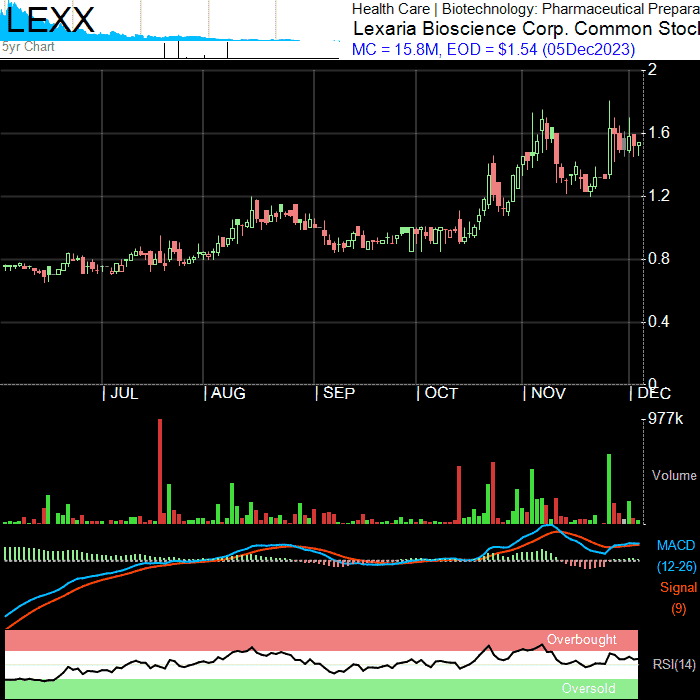 LEXX
5yr Chart
Health Care | Biotechnology: Pharmaceutical Prepara
Lexaria Bioscience Corp. Common Stoc
MC = 15.8M, EOD = $1.54 (05Dec2023)
2
1.6
1.2
0.8
0.4
0
JUL AUG SEP OCT NOV DEC
977k
Volume
MACD
(12-26)
Signal
(9)
Overbought
RSI(14)
Oversold